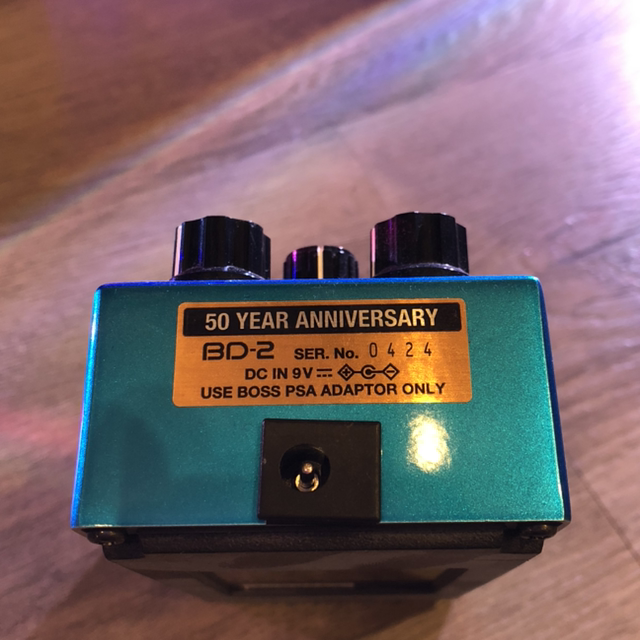 50 YEAR ANNIVERSARY
BD-2 SER. No. 0424
DC IN 9V
USE BOSS PSA ADAPTOR ONLY